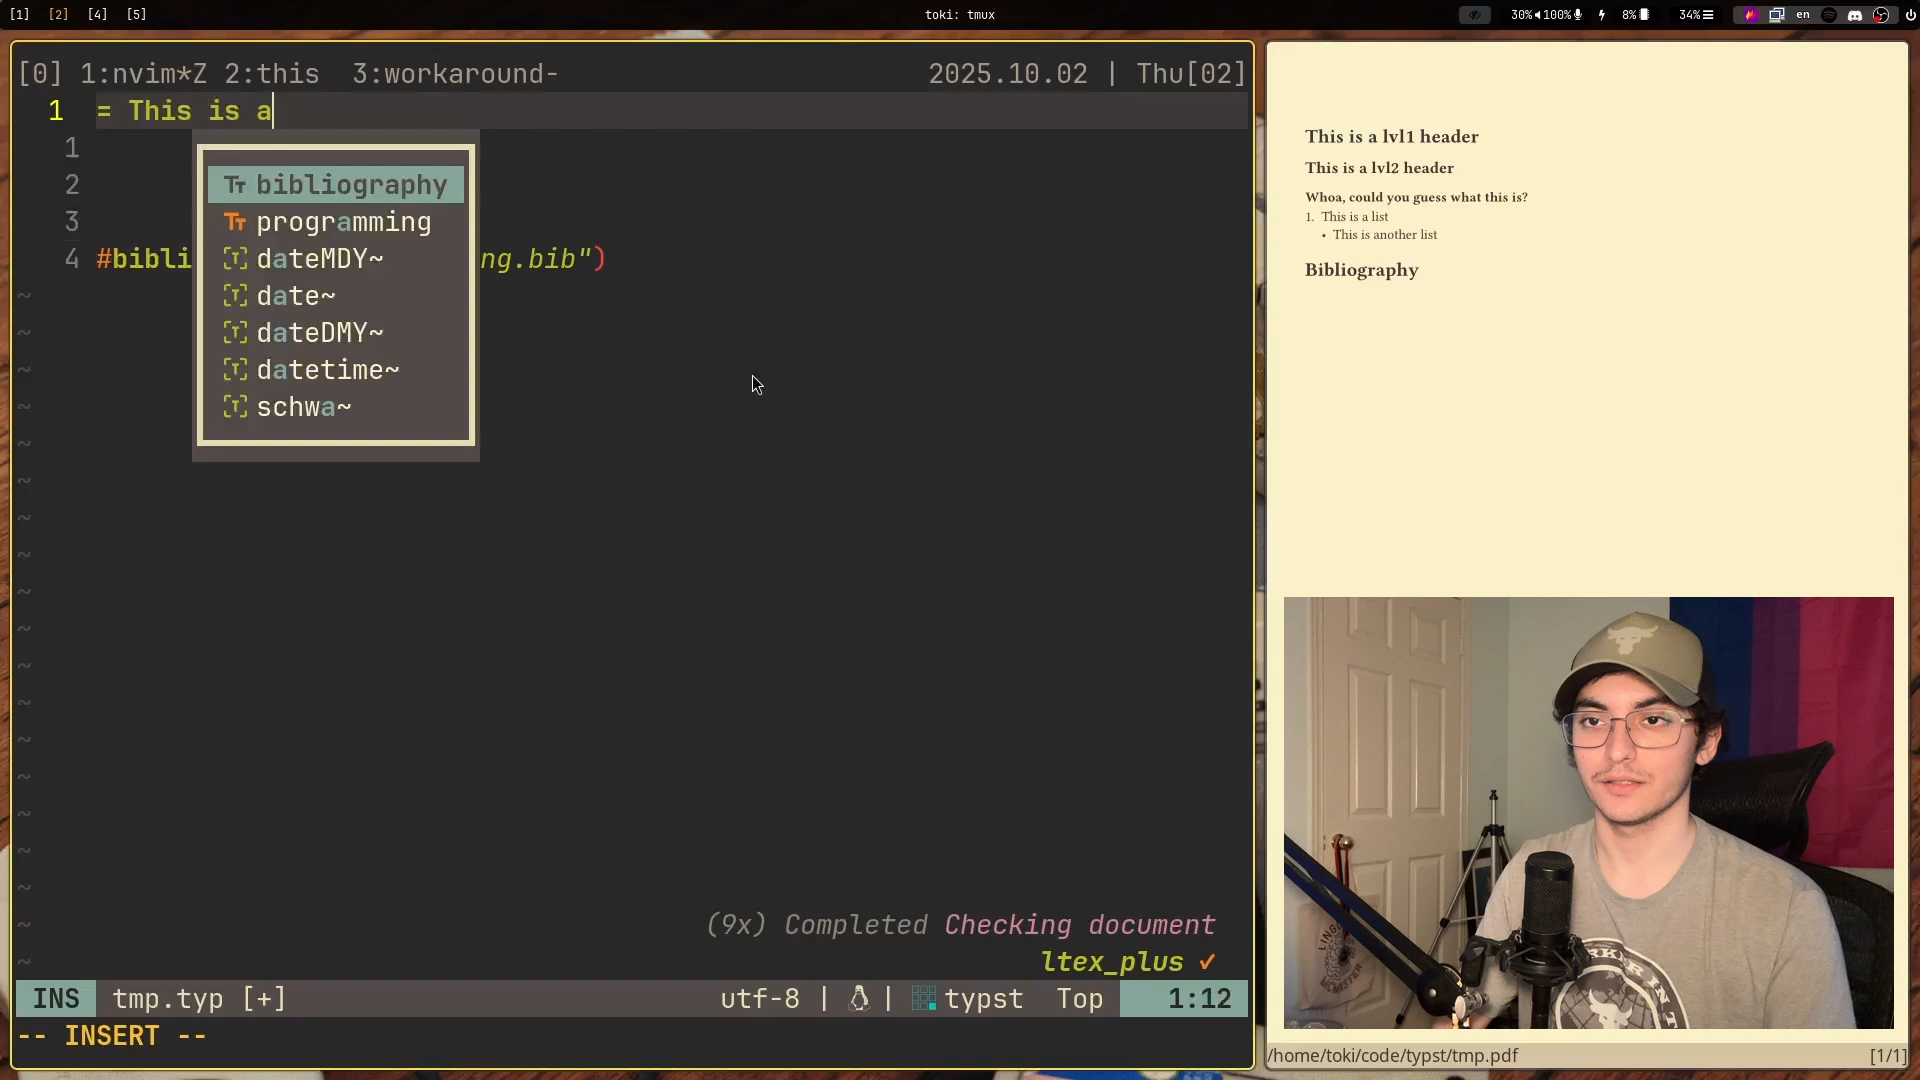 [1] [2] [4] [5]
toki: tmux
30% 100% 8% 34% en
[0] 1:nvim*Z 2:this 3:workaround-
2025.10.02 | Thu[02]
1 = This is a
1
2
3
4 #bibli ng.bib")
bibliography
programming
dateMDY~
date~
dateDMY~
datetime~
schwa~
(9x) Completed Checking document
ltex_plus ✓
INS tmp.typ [+]
utf-8 | | typst Top 1:12
-- INSERT --
This is a lvl1 header
This is a lvl2 header
Whoa, could you guess what this is?
1. This is a list
• This is another list
Bibliography
/home/toki/code/typst/tmp.pdf
[1/1]